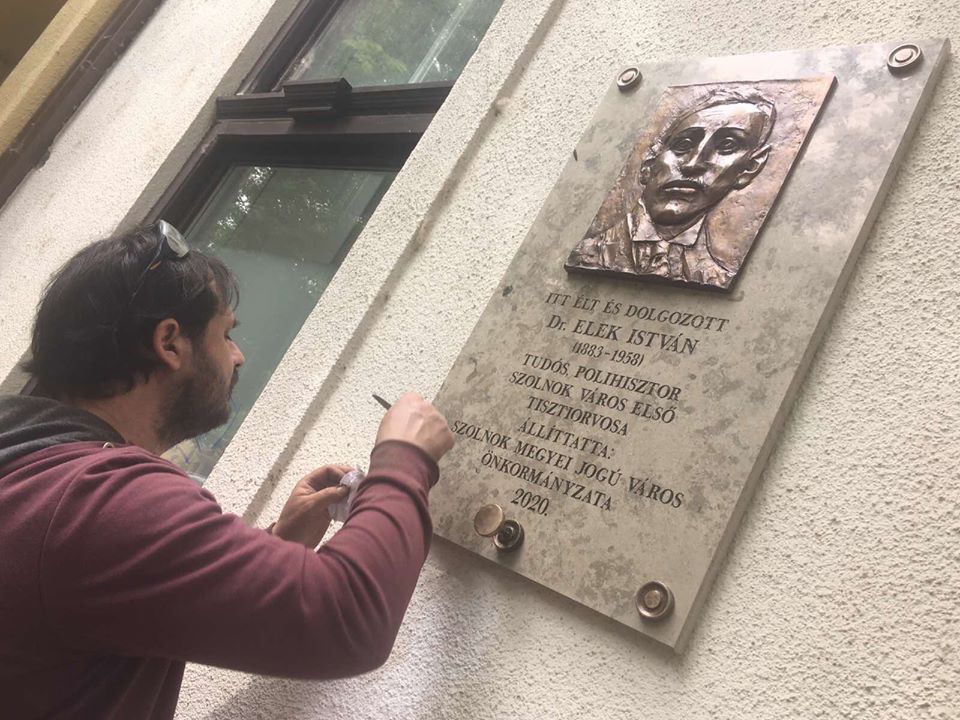 ITT ÉLT ÉS DOLGOZOTT
Dr. ELEK ISTVÁN
(1883-1958)
TUDÓS, POLIHISZTOR
SZOLNOK VÁROS ELSŐ
TISZTIORVOSA
ÁLLÍTTATTA:
SZOLNOK MEGYEI JOGÚ VÁROS
ÖNKORMÁNYZATA
2020.